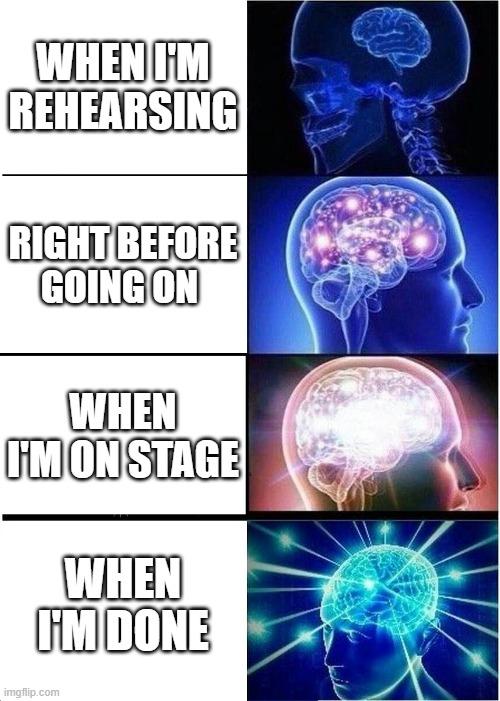 WHEN I'M
REHEARSING
RIGHT BEFORE
GOING ON
WHEN
I'M ON STAGE
WHEN
I'M DONE
imgflip.com